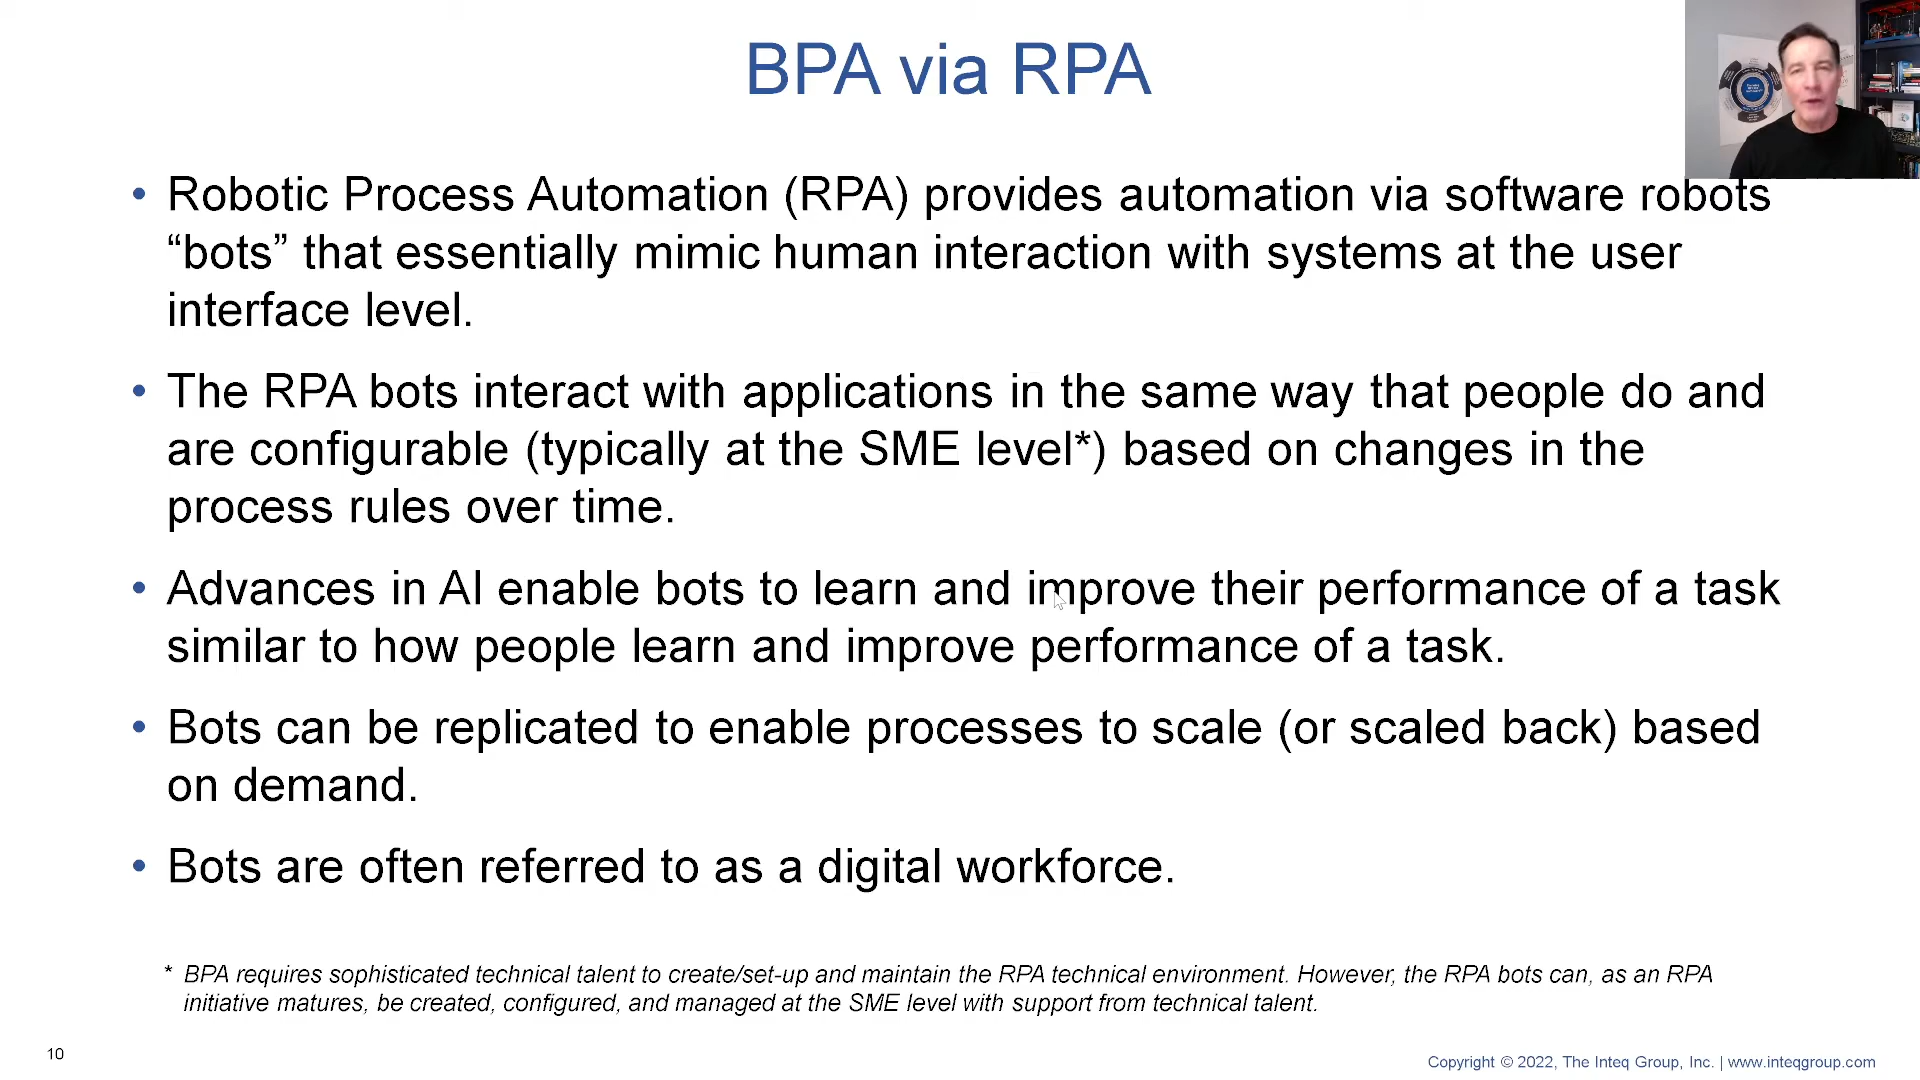 BPA via RPA
• Robotic Process Automation (RPA) provides automation via software robots
“bots” that essentially mimic human interaction with systems at the user
interface level.
• The RPA bots interact with applications in the same way that people do and
are configurable (typically at the SME level*) based on changes in the
process rules over time.
• Advances in AI enable bots to learn and improve their performance of a task
similar to how people learn and improve performance of a task.
• Bots can be replicated to enable processes to scale (or scaled back) based
on demand.
• Bots are often referred to as a digital workforce.
* BPA requires sophisticated technical talent to create/set-up and maintain the RPA technical environment. However, the RPA bots can, as an RPA
initiative matures, be created, configured, and managed at the SME level with support from technical talent.
10
Copyright © 2022, The Inteq Group, Inc. | www.inteqgroup.com